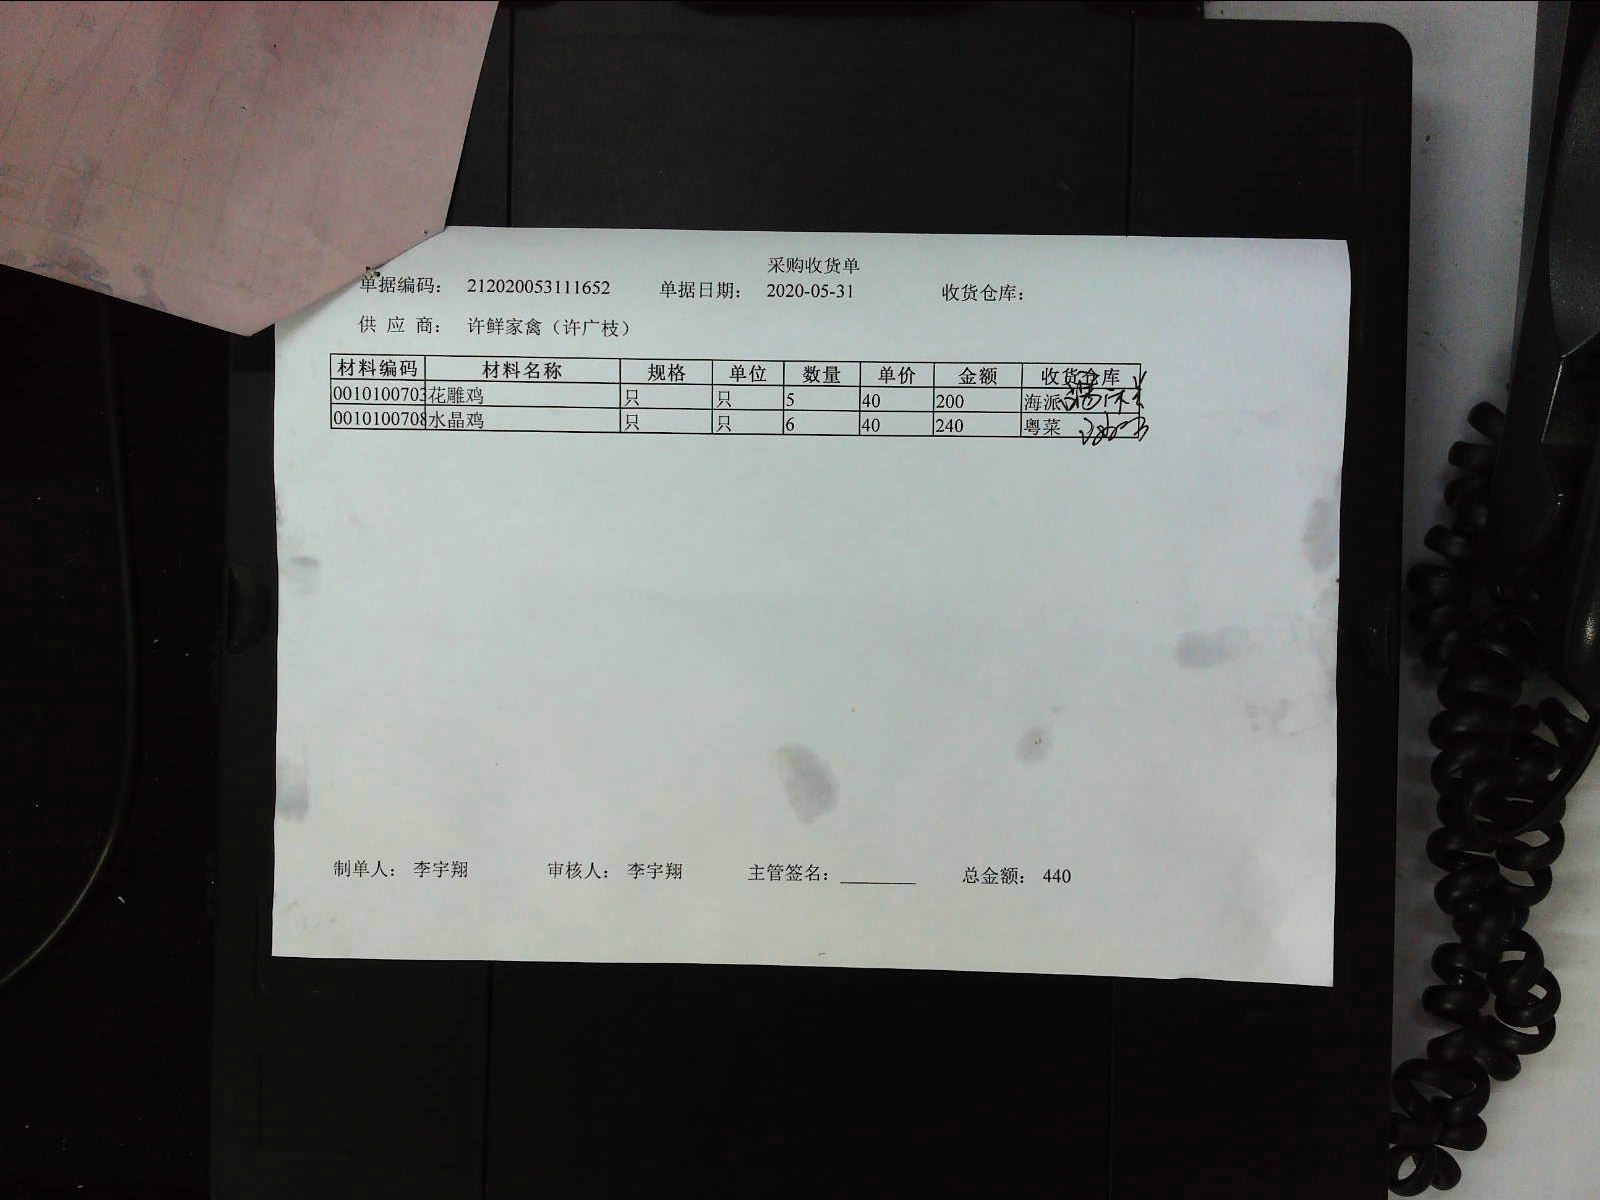 采购收货单
单据编码： 212020053111652 单据日期： 2020-05-31 收货仓库：
供 应 商： 许鲜家禽（许广枝）
材料编码 材料名称 规格 单位 数量 单价 金额 收货仓库
0010100703 花雕鸡 只 只 5 40 200 海派
0010100708 水晶鸡 只 只 6 40 240 粤菜
制单人： 李宇翔 审核人： 李宇翔 主管签名： 总金额： 440